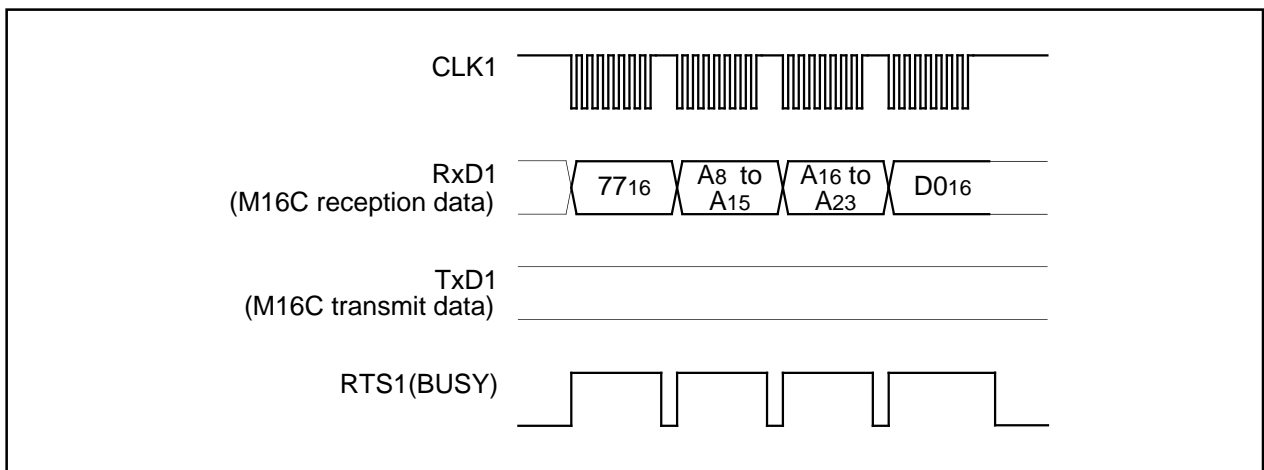 CLK1
RxD1
(M16C reception data)
7716
A8 to
A15
A16 to
A23
D016
TxD1
(M16C transmit data)
RTS1(BUSY)